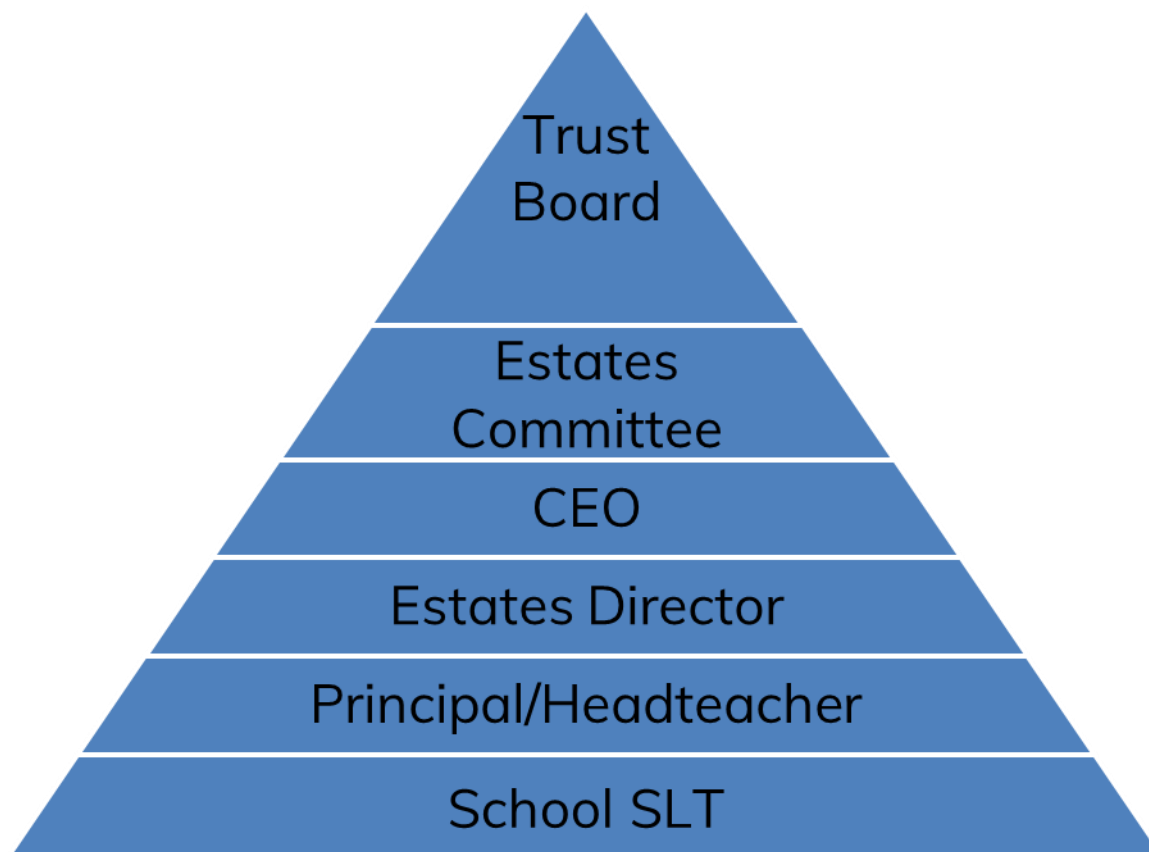 Trust
Board
Estates
Committee
CEO
Estates Director
Principal/Headteacher
School SLT